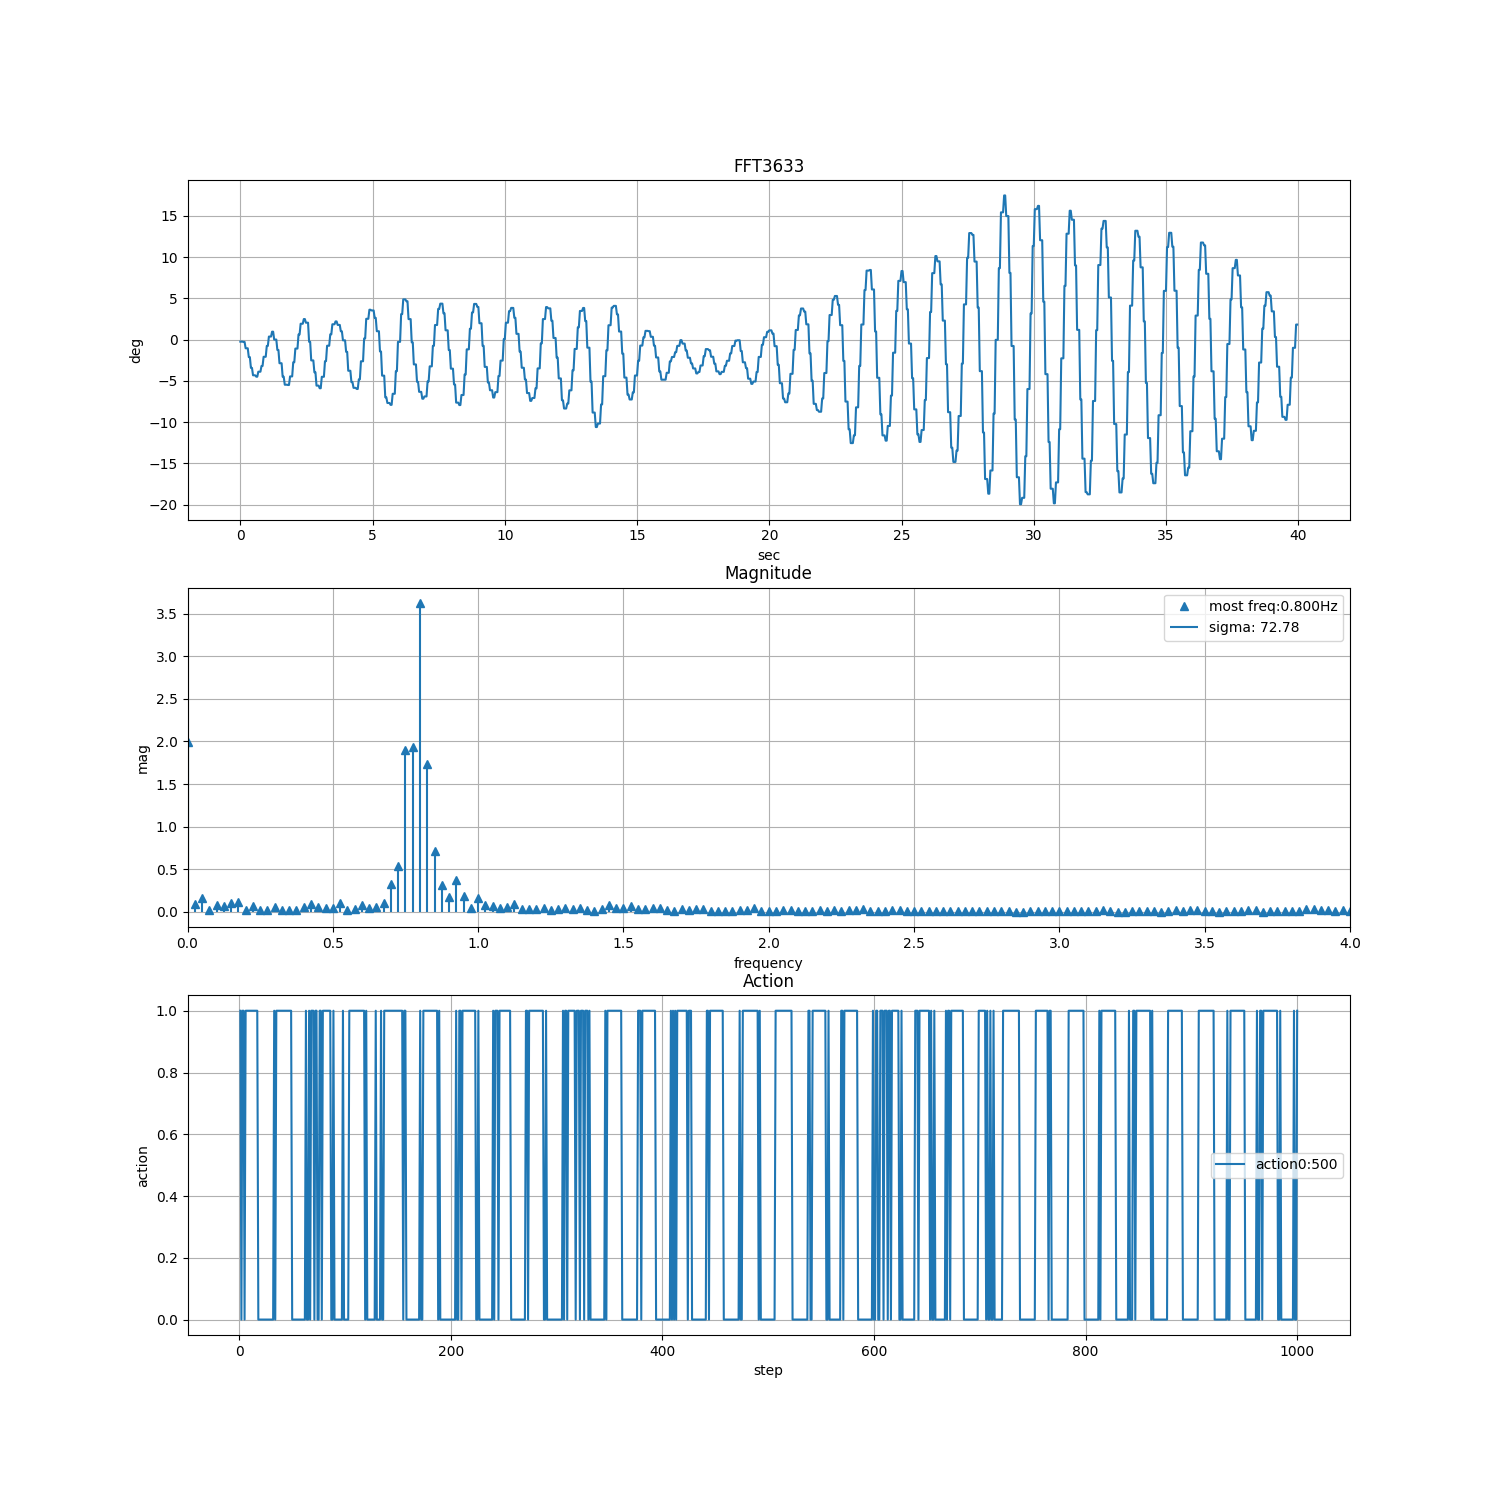 FFT3633
deg
15
10
5
0
−5
−10
−15
−20
0 5 10 15 20 25 30 35 40
sec
Magnitude
mag
most freq:0.800Hz
sigma: 72.78
3.5
3.0
2.5
2.0
1.5
1.0
0.5
0.0
0.0 0.5 1.0 1.5 2.0 2.5 3.0 3.5 4.0
frequency
Action
action
1.0
0.8
0.6
0.4
0.2
0.0
action0:500
0 200 400 600 800 1000
step